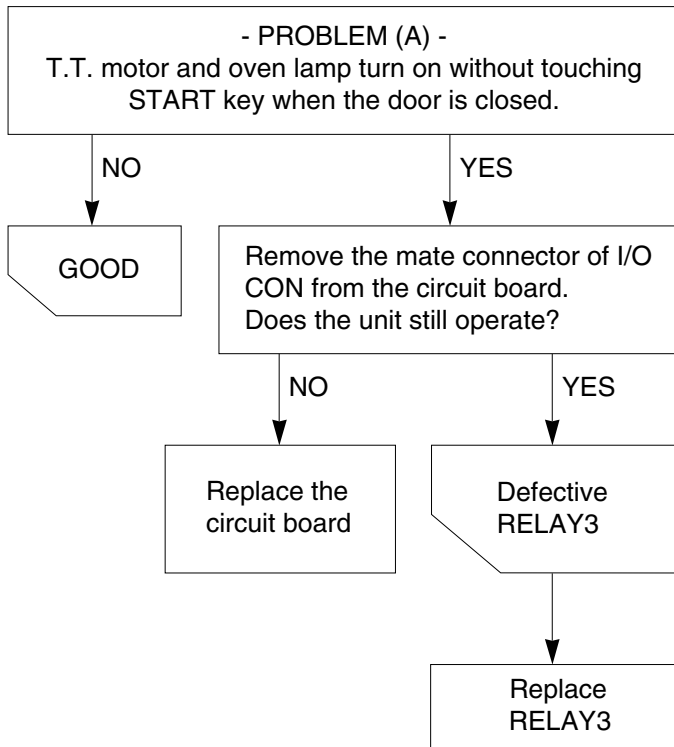 - PROBLEM (A) -
T.T. motor and oven lamp turn on without touching
START key when the door is closed.
NO
YES
GOOD
Remove the mate connector of I/O
CON from the circuit board.
Does the unit still operate?
NO
YES
Replace the
circuit board
Defective
RELAY3
Replace
RELAY3